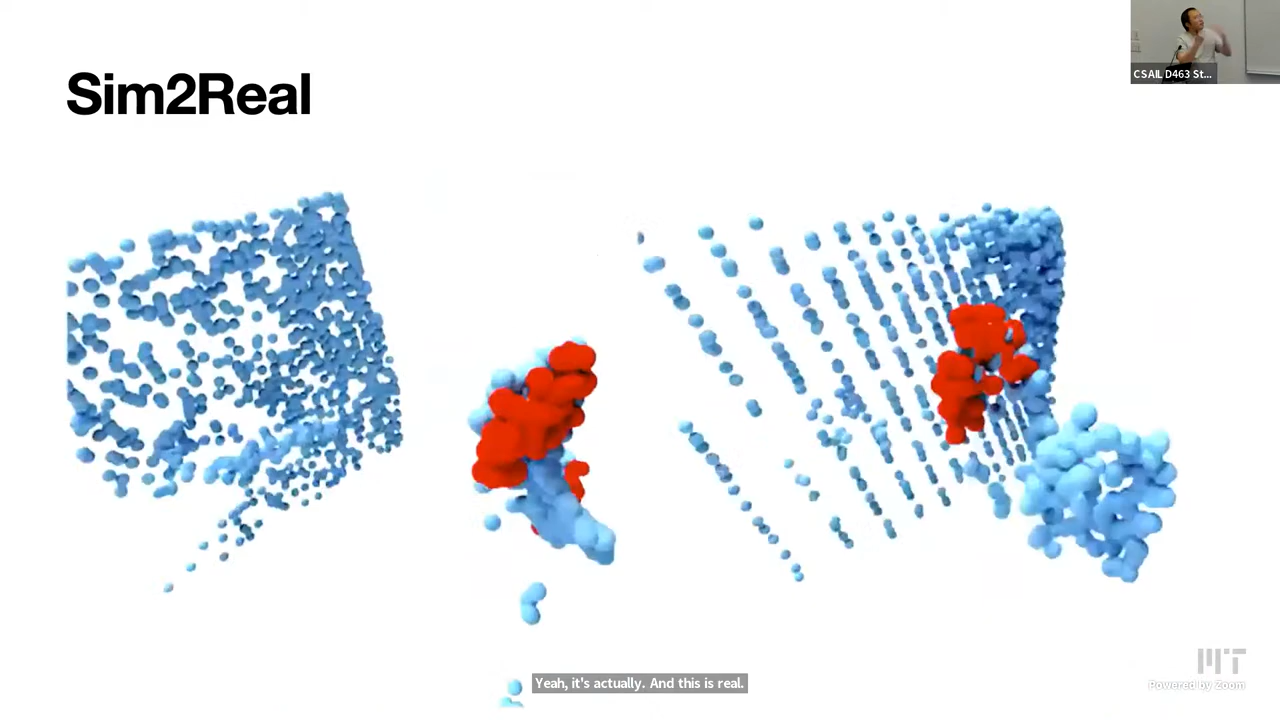 Sim2Real
CSAIL D463 St...
Yeah, it's actually. And this is real.
MIT
Powered by Zoom